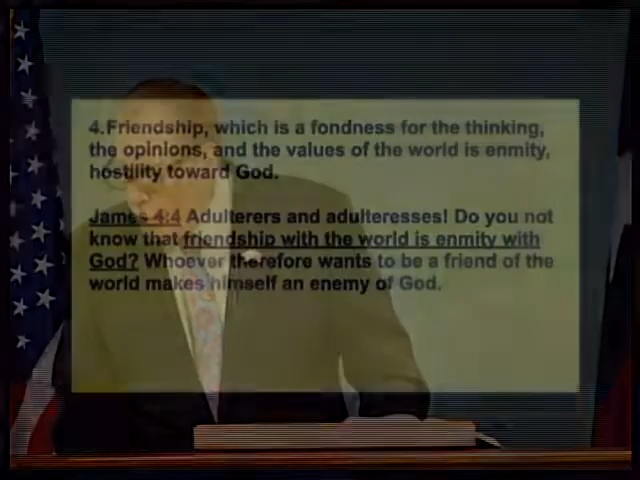 4.Friendship, which is a fondness for the thinking,
the opinions, and the values of the world is enmity,
hostility toward God.
James 4:4 Adulterers and adulteresses! Do you not
know that friendship with the world is enmity with
God? Whoever therefore wants to be a friend of the
world makes himself an enemy of God.